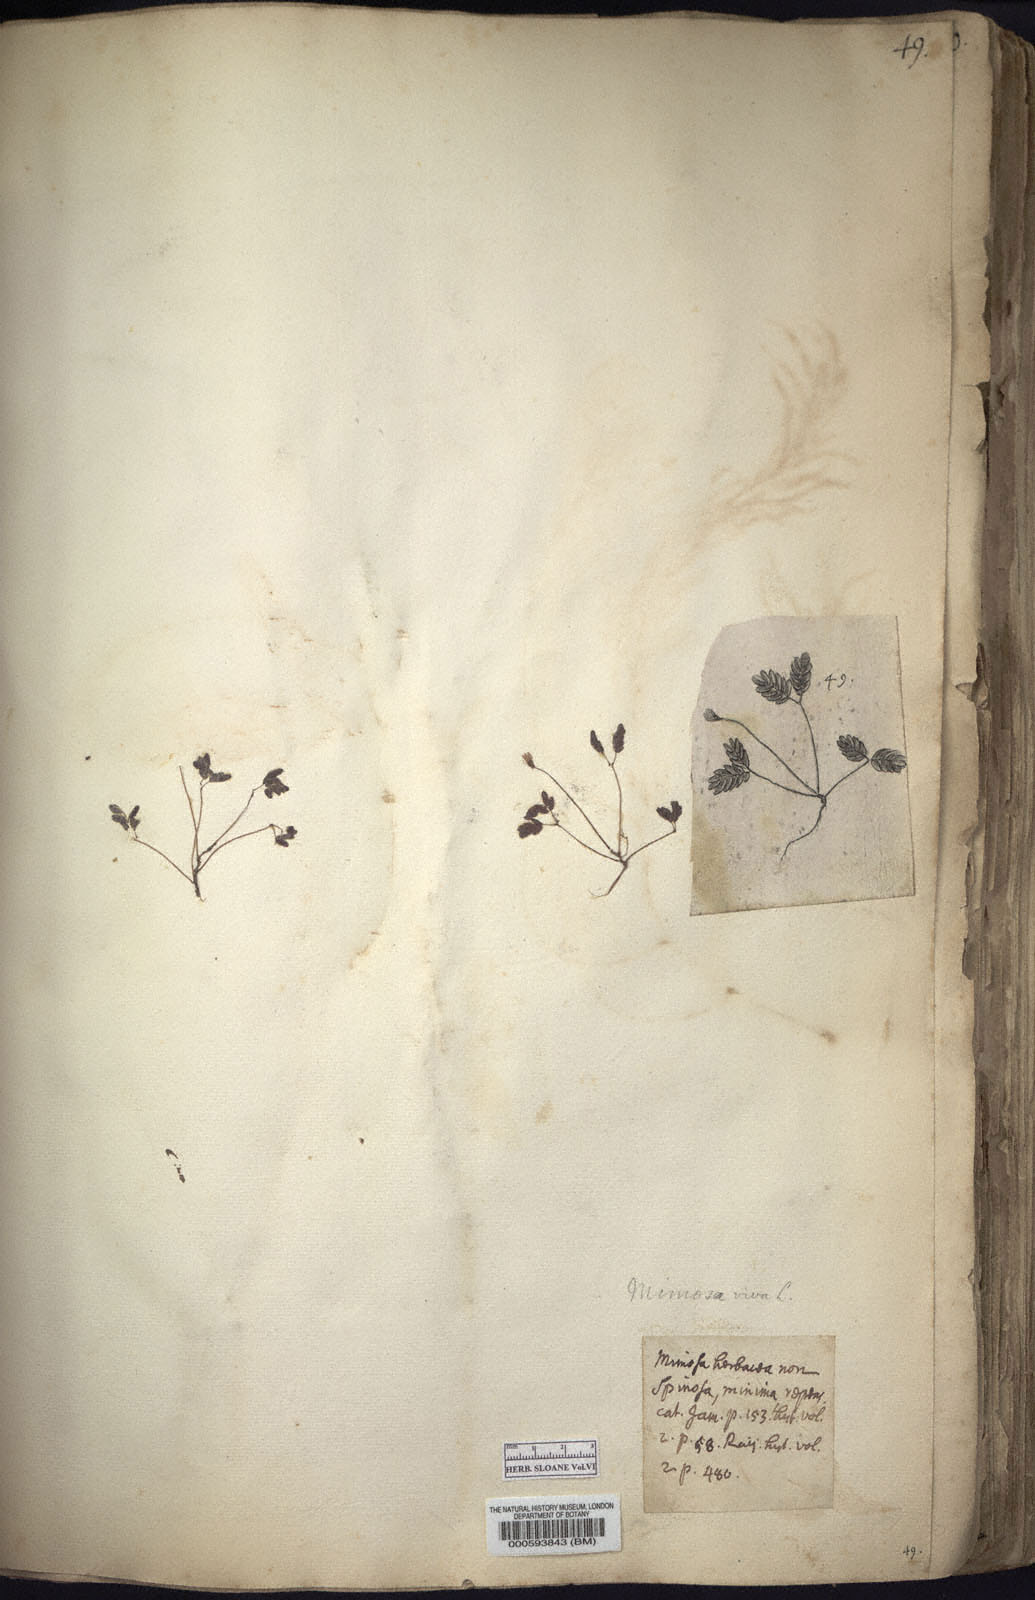 49.
49.
Mimosa viva L.
Mimosa herbacea non
Spinosa, minima repens.
cat. Jam. p. 153. hist. vol.
2. p. 58. Raij. hist. vol.
2 p. 480.
mm 1 2 3
HERB. SLOANE Vol.VI
THE NATURAL HISTORY MUSEUM, LONDON
DEPARTMENT OF BOTANY
000593843 (BM)
49.